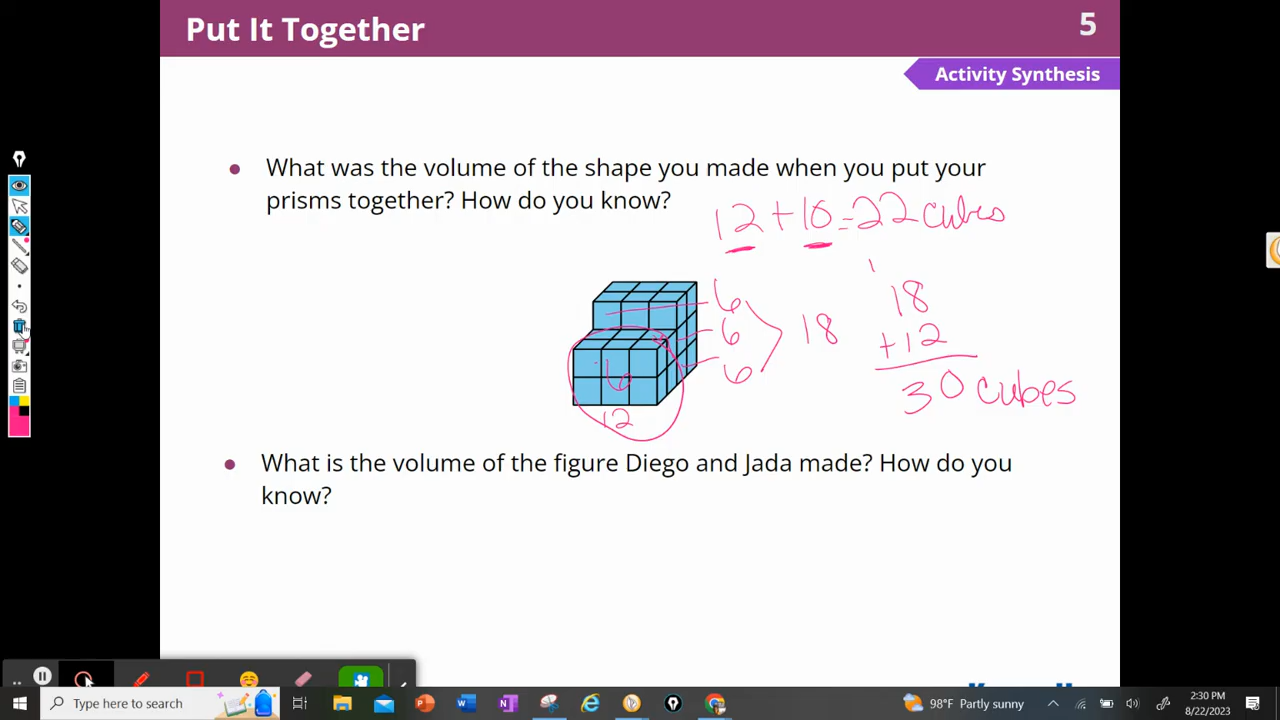 Put It Together
5
Activity Synthesis
• What was the volume of the shape you made when you put your
prisms together? How do you know?
12 + 10 = 22 cubes
6
6
6
18
6
12
1
18
+12
30 cubes
• What is the volume of the figure Diego and Jada made? How do you
know?
Type here to search
98°F Partly sunny
2:30 PM
8/22/2023